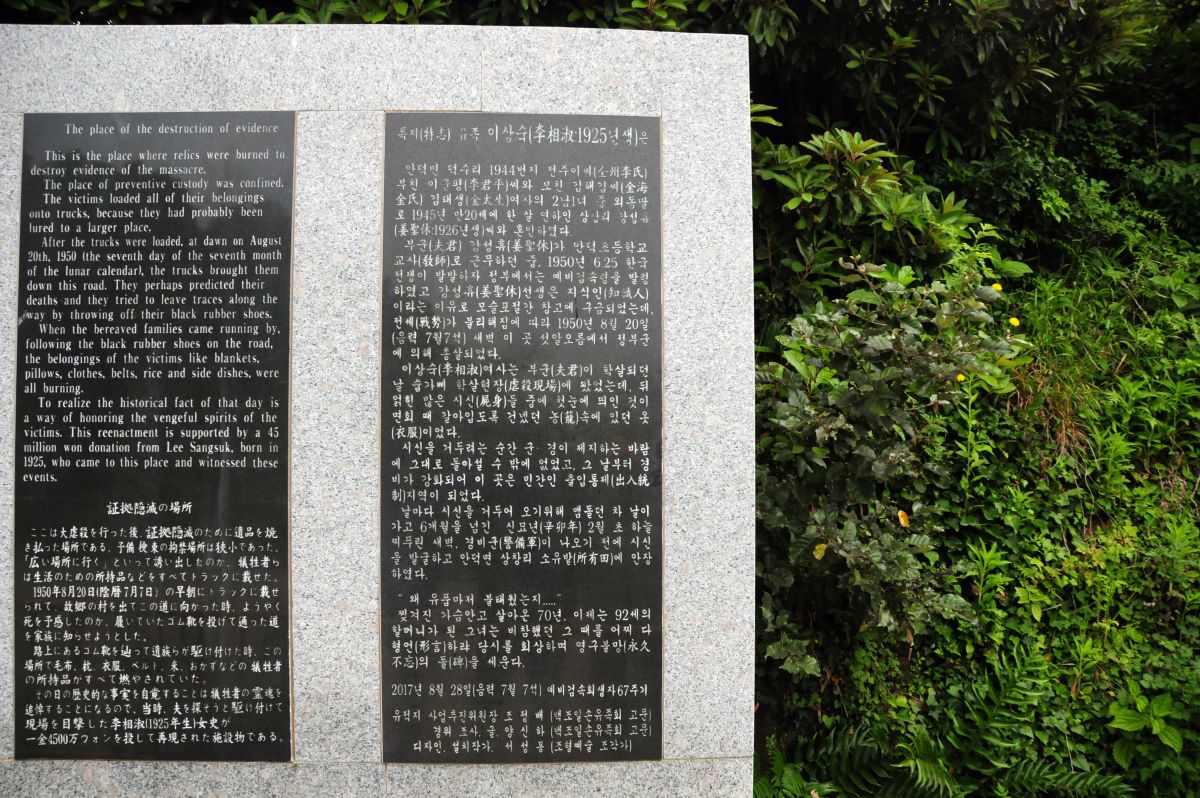 The place of the destruction of evidence
This is the place where relics were burned to
destroy evidence of the massacre.
The place of preventive custody was confined.
The victims loaded all of their belongings
onto trucks, because they had probably been
lured to a larger place.
After the trucks were loaded, at dawn on August
20th, 1950 (the seventh day of the seventh month
of the lunar calendar), the trucks brought them
down this road. They perhaps predicted their
deaths and they tried to leave traces along the
way by throwing off their black rubber shoes.
When the bereaved families came running by,
following the black rubber shoes on the road,
the belongings of the victims like blankets,
pillows, clothes, belts, rice and side dishes, were
all burning.
To realize the historical fact of that day is
a way of honoring the vengeful spirits of the
victims. This reenactment is supported by a 45
million won donation from Lee Sangsuk, born in
1925, who came to this place and witnessed these
events.
証拠隠滅の場所
ここは大虐殺を行った後、証拠隠滅のために遺品を焼
き払った場所である。予備検束の拘禁場所は狭小であった。
「広い場所に行く」といって誘い出したのか、犠牲者ら
は生活のための所持品などをすべてトラックに載せた。
1950年8月20日(陰暦7月7日）の早朝にトラックに載せ
られて、故郷の村を出てこの道に向かった時、ようやく
死を予感したのか、履いていたゴム靴を投げて通った道
を家族に知らせようとした。
路上にあるゴム靴を辿って遺族らが駆け付けた時、この
場所で毛布、枕、衣服、ベルト、米、おかずなどの犠牲者
の所持品がすべて燃やされていた。
その日の歴史的な事実を自覚することは犠牲者の霊魂を
追悼することになるので、当時、夫を探そうと駆け付けて
現場を目撃した李相淑(1925年生)女史が
一金4500万フォンを投して再現された施設物である。
특지(特志) 유족 이상숙(李相淑·1925년생)은
안덕면 덕수리 1944번지 전주이씨(全州李氏)
부친 이군평(李君平)씨와 모친 김해김씨(金海
金氏) 김태생(金太生)여사의 2남1녀 중 외동딸
로 1945년 만20세에 한 살 연하인 상창리 강성휴
(姜聖休·1926년생)씨와 혼인하였다.
부군(夫君) 강성휴(姜聖休)가 안덕초등학교
교사(敎師)로 근무하던 중, 1950년 6.25 한국
전쟁이 발발하자 정부에서는 예비검속령을 발령
하였고 강성휴(姜聖休)선생은 지식인(知識人)
이라는 이유로 모슬포절간 창고에 구금되었는데,
전세(戰勢)가 불리해짐에 따라 1950년 8월 20일
(음력 7월7석) 새벽 이 곳 섯알오름에서 정부군
에 의해 총살되었다.
이상숙(李相淑)여사는 부군(夫君)이 학살되던
날 숨가삐 학살현장(虐殺現場)에 왔었는데, 뒤
얽힌 많은 시신(屍身)들 중에 첫눈에 띄인 것이
면회 때 갈아입도록 건넸던 농(籠)속에 있던 옷
(衣服)이었다.
시신을 거두려는 순간 군·경이 제지하는 바람
에 그대로 돌아설 수 밖에 없었고, 그 날부터 경
비가 강화되어 이 곳은 민간인 출입통제(出入統
制)지역이 되었다.
날마다 시신을 거두어 오기위해 맴돌던 차 날이
가고 6개월을 넘긴 신묘년(辛卯年) 2월 초 하늘
찌푸린 새벽, 경비군(警備軍)이 나오기 전에 시신
을 발굴하고 안덕면 상창리 소유밭(所有田)에 안장
하였다.
" 왜 유품마저 불태웠는지....."
찢겨진 가슴안고 살아온 70년, 이제는 92세의
할머니가 된 그녀는 비참했던 그 때를 어찌 다
형언(形言)하랴 당시를 회상하며 영구불망(永久
不忘)의 돌(碑)을 세운다.
2017년 8월 28일(음력 7월 7석) 예비검속희생자67주기
유적지 사업추진위원장 조정배 (백조일손유족회 고문)
경위 조사, 글, 양신하 (백조일손유족회 고문)
디자인, 설치작가, 서성봉 (조형예술 조각가)